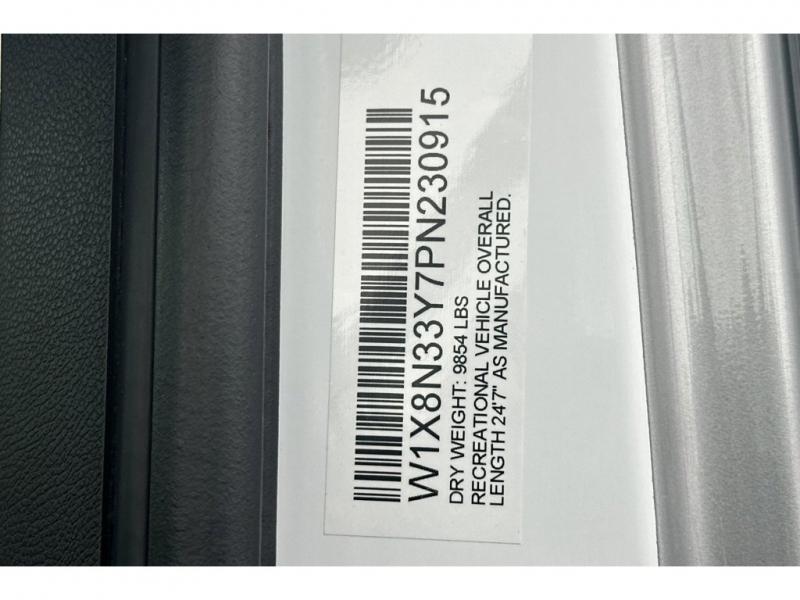 W1X8N33Y7PN230915
DRY WEIGHT: 9854 LBS
RECREATIONAL VEHICLE OVERALL
LENGTH 24'7" AS MANUFACTURED.